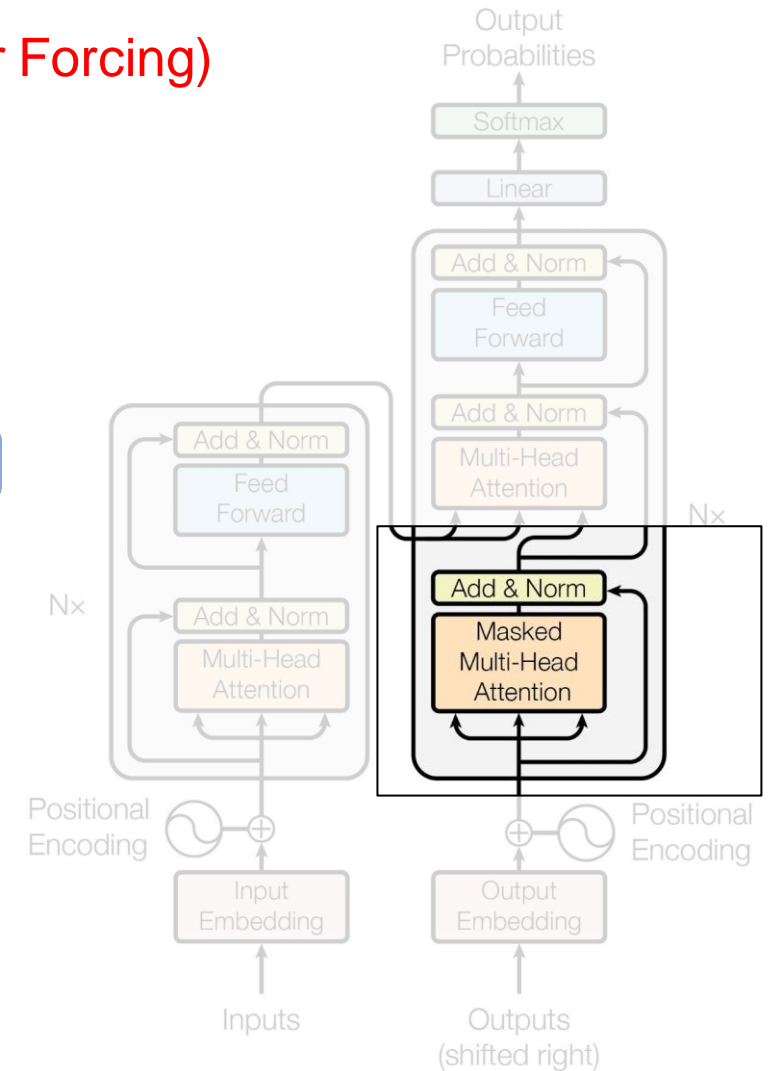 r Forcing)
Output
Probabilities
Softmax
Linear
Add & Norm
Feed
Forward
Add & Norm
Multi-Head
Attention
Nx
Add & Norm
Masked
Multi-Head
Attention
Add & Norm
Feed
Forward
Nx
Add & Norm
Multi-Head
Attention
Positional
Encoding
Positional
Encoding
Input
Embedding
Output
Embedding
Inputs
Outputs
(shifted right)